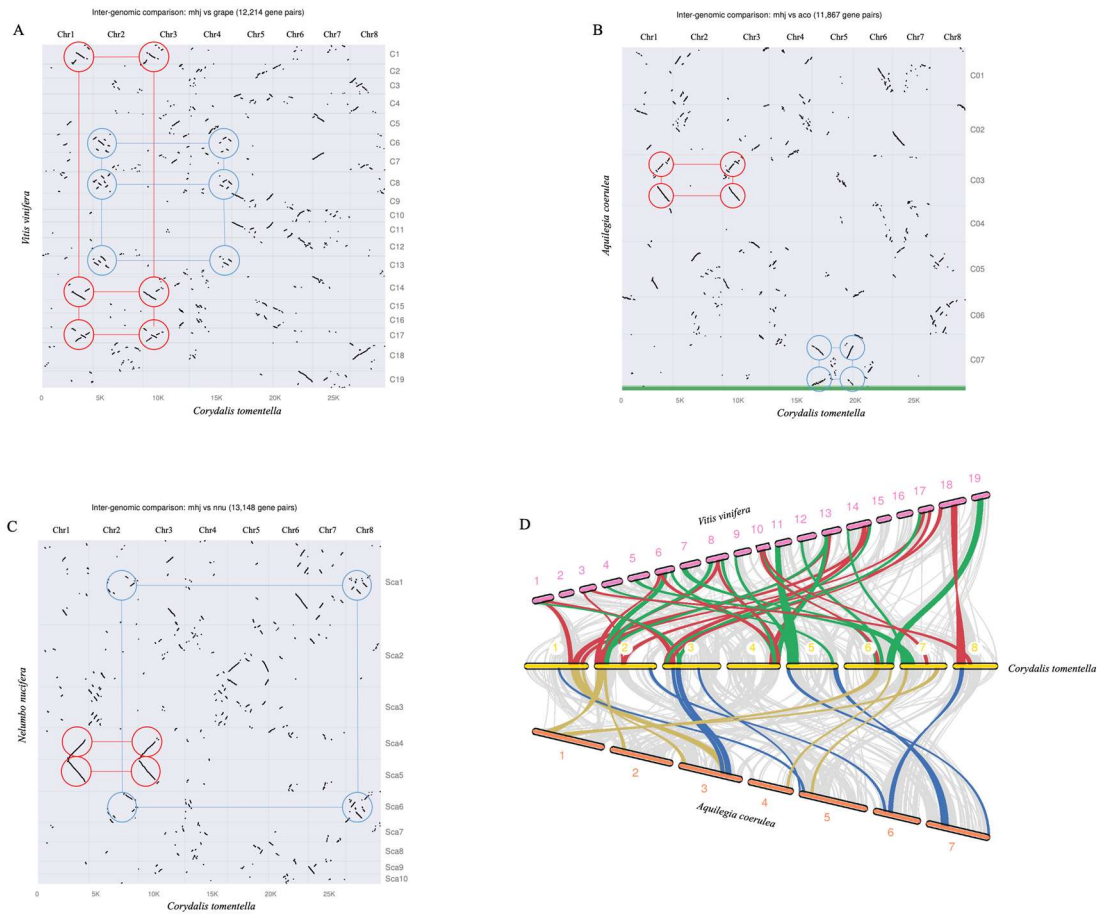 A
Inter-genomic comparison: mhj vs grape (12,214 gene pairs)
Chr1 Chr2 Chr3 Chr4 Chr5 Chr6 Chr7 Chr8
Vitis vinifera
C1
C2
C3
C4
C5
C6
C7
C8
C9
C10
C11
C12
C13
C14
C15
C16
C17
C18
C19
0 5K 10K 15K 20K 25K
Corydalis tomentella
B
Inter-genomic comparison: mhj vs aco (11,867 gene pairs)
Chr1 Chr2 Chr3 Chr4 Chr5 Chr6 Chr7 Chr8
Aquilegia coerulea
C01
C02
C03
C04
C05
C06
C07
0 5K 10K 15K 20K 25K
Corydalis tomentella
C
Inter-genomic comparison: mhj vs nnu (13,148 gene pairs)
Chr1 Chr2 Chr3 Chr4 Chr5 Chr6 Chr7 Chr8
Nelumbo nucifera
Sca1
Sca2
Sca3
Sca4
Sca5
Sca6
Sca7
Sca8
Sca9
Sca10
0 5K 10K 15K 20K 25K
Corydalis tomentella
D
Vitis vinifera
1 2 3 4 5 6 7 8 9 10 11 12 13 14 15 16 17 18 19
1 2 3 4 5 6 7 8
Corydalis tomentella
1 2 3 4 5 6 7
Aquilegia coerulea